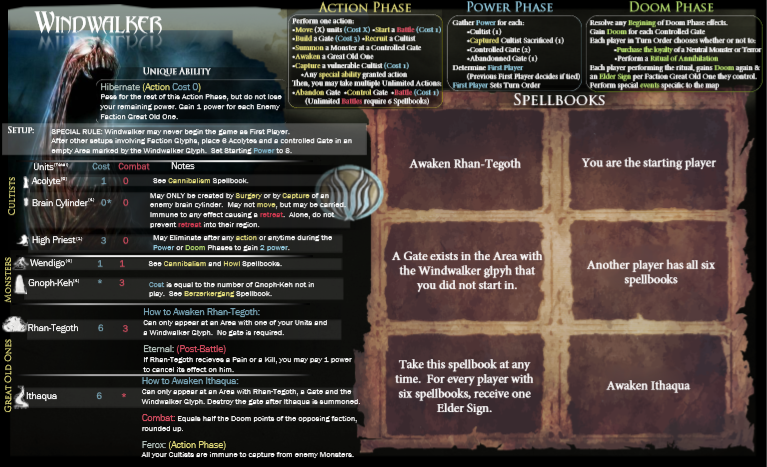 WINDWALKER
UNIQUE ABILITY
Hibernate (Action Cost 0)
Pass for the rest of this Action Phase, but do not lose
your remaining power. Gain 1 power for each Enemy
Faction Great Old One.
SETUP:
SPECIAL RULE: Windwalker may never begin the game as First Player.
After other setups involving Faction Glyphs, place 6 Acolytes and a controlled Gate in an
empty Area marked by the Windwalker Glyph. Set Starting Power to 8.
Units(Total) Cost Combat Notes
CULTISTS
Acolyte(6) 1 0 See Cannibalism Spellbook.
Brain Cylinder(4) 0* 0 May ONLY be created by Surgery or by Capture of an
enemy brain cylinder. May not move, but may be carried.
Immune to any effect causing a retreat. Alone, do not
prevent retreat into their region.
High Priest(1) 3 0 May Eliminate after any action or anytime during the
Power or Doom Phases to gain 2 power.
MONSTERS
Wendigo(4) 1 1 See Cannibalism and Howl Spellbooks.
Gnoph-Keh(4) * 3 Cost is equal to the number of Gnoph-Keh not in
play. See Berzerkergang Spellbook.
GREAT OLD ONES
How to Awaken Rhan-Tegoth:
Rhan-Tegoth 6 3 Can only appear at an Area with one of your Units and
a Windwalker Glyph. No gate is required.
Eternal: (Post-Battle)
If Rhan-Tegoth recieves a Pain or a Kill, you may pay 1 power
to cancel its effect on him.
How to Awaken Ithaqua:
Ithaqua 6 * Can only appear at an Area with Rhan-Tegoth, a Gate and the
Windwalker Glyph. Destroy the gate after Ithaqua is summoned.
Combat: Equals half the Doom points of the opposing faction,
rounded up.
Ferox: (Action Phase)
All your Cultists are immune to capture from enemy Monsters.
ACTION PHASE
Perform one action:
•Move (X) units (Cost X) •Start a Battle (Cost 1)
•Build a Gate (Cost 3) •Recruit a Cultist
•Summon a Monster at a Controlled Gate
•Awaken a Great Old One
•Capture a vulnerable Cultist (Cost 1)
•Any special ability granted action
Then, you may take multiple Unlimited Actions:
•Abandon Gate •Control Gate •Battle (Cost 1)
(Unlimited Battles require 6 Spellbooks)
POWER PHASE
Gather Power for each:
•Cultist (1)
•Captured Cultist Sacrificed (1)
•Controlled Gate (2)
•Abandonned Gate (1)
Determine First Player
(Previous First Player decides if tied)
First Player Sets Turn Order
DOOM PHASE
Resolve any Begining of Doom Phase effects.
Gain Doom for each Controlled Gate
Each player in Turn Order chooses whether or not to:
•Purchase the loyalty of a Neutral Monster or Terror
•Perform a Ritual of Annihilation
Each player performing the ritual, gains Doom again &
an Elder Sign per Faction Great Old One they control.
Perform special events specific to the map
SPELLBOOKS
Awaken Rhan-Tegoth
You are the starting player
A Gate exists in the Area with
the Windwalker glpyh that
you did not start in.
Another player has all six
spellbooks
Take this spellbook at any
time. For every player with
six spellbooks, receive one
Elder Sign.
Awaken Ithaqua